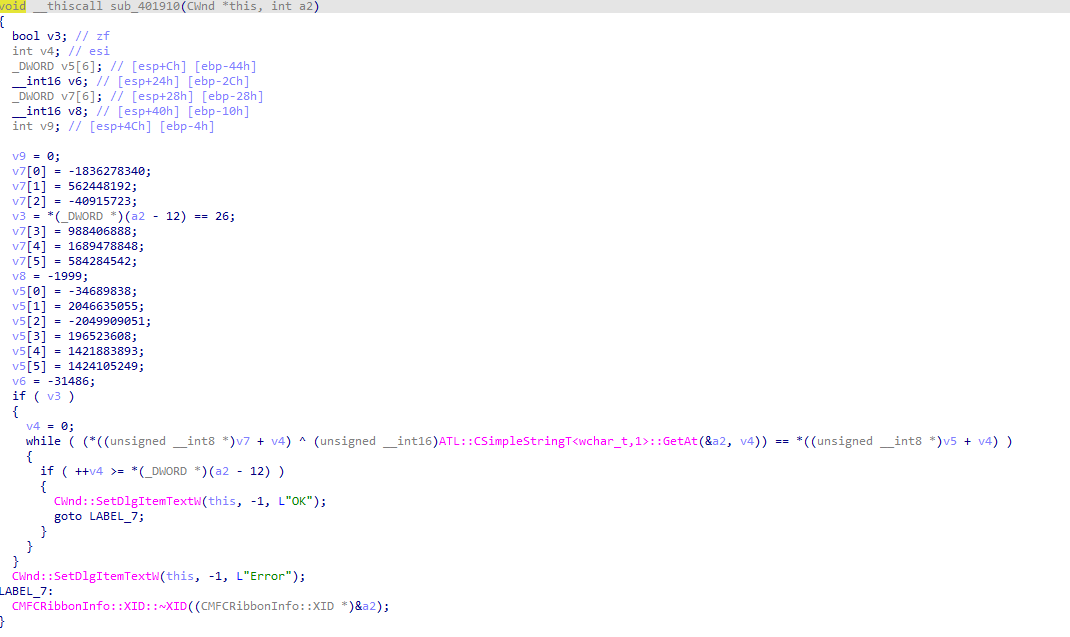 void __thiscall sub_401910(CWnd *this, int a2)
{
  bool v3; // zf
  int v4; // esi
  _DWORD v5[6]; // [esp+Ch] [ebp-44h]
  __int16 v6; // [esp+24h] [ebp-2Ch]
  _DWORD v7[6]; // [esp+28h] [ebp-28h]
  __int16 v8; // [esp+40h] [ebp-10h]
  int v9; // [esp+4Ch] [ebp-4h]

  v9 = 0;
  v7[0] = -1836278340;
  v7[1] = 562448192;
  v7[2] = -40915723;
  v3 = *(_DWORD *)(a2 - 12) == 26;
  v7[3] = 988406888;
  v7[4] = 1689478848;
  v7[5] = 584284542;
  v8 = -1999;
  v5[0] = -34689838;
  v5[1] = 2046635055;
  v5[2] = -2049909051;
  v5[3] = 196523608;
  v5[4] = 1421883893;
  v5[5] = 1424105249;
  v6 = -31486;
  if ( v3 )
  {
    v4 = 0;
    while ( (*((unsigned __int8 *)v7 + v4) ^ (unsigned __int16)ATL::CSimpleStringT<wchar_t,1>::GetAt(&a2, v4)) == *((unsigned __int8 *)v5 + v4) )
    {
      if ( ++v4 >= *(_DWORD *)(a2 - 12) )
      {
        CWnd::SetDlgItemTextW(this, -1, L"OK");
        goto LABEL_7;
      }
    }
  }
  CWnd::SetDlgItemTextW(this, -1, L"Error");
LABEL_7:
  CMFCRibbonInfo::XID::~XID((CMFCRibbonInfo::XID *)&a2);
}